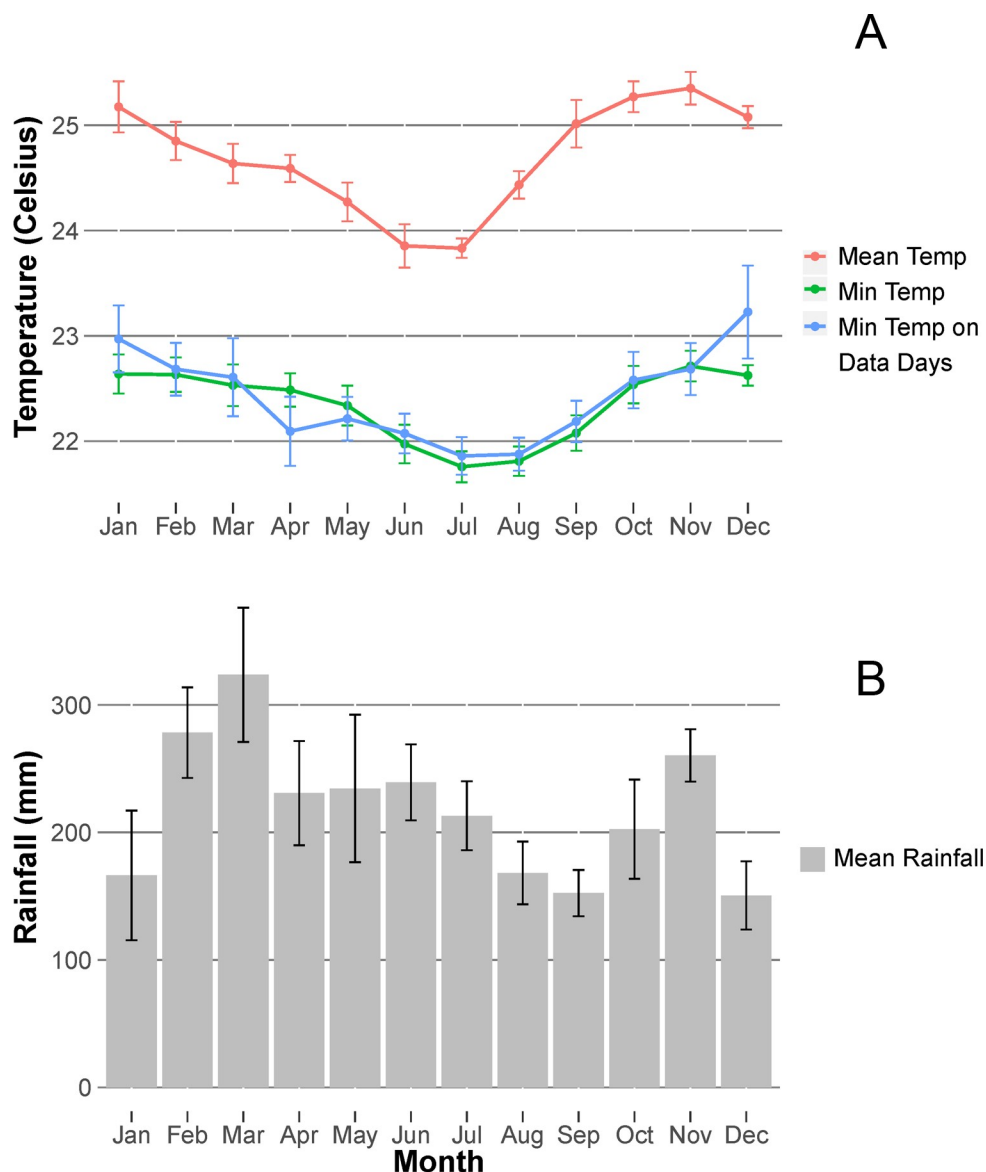 A
Temperature (Celsius)
25
24
23
22
Jan Feb Mar Apr May Jun Jul Aug Sep Oct Nov Dec
Mean Temp
Min Temp
Min Temp on
Data Days
B
Rainfall (mm)
300
200
100
0
Jan Feb Mar Apr May Jun Jul Aug Sep Oct Nov Dec
Month
Mean Rainfall